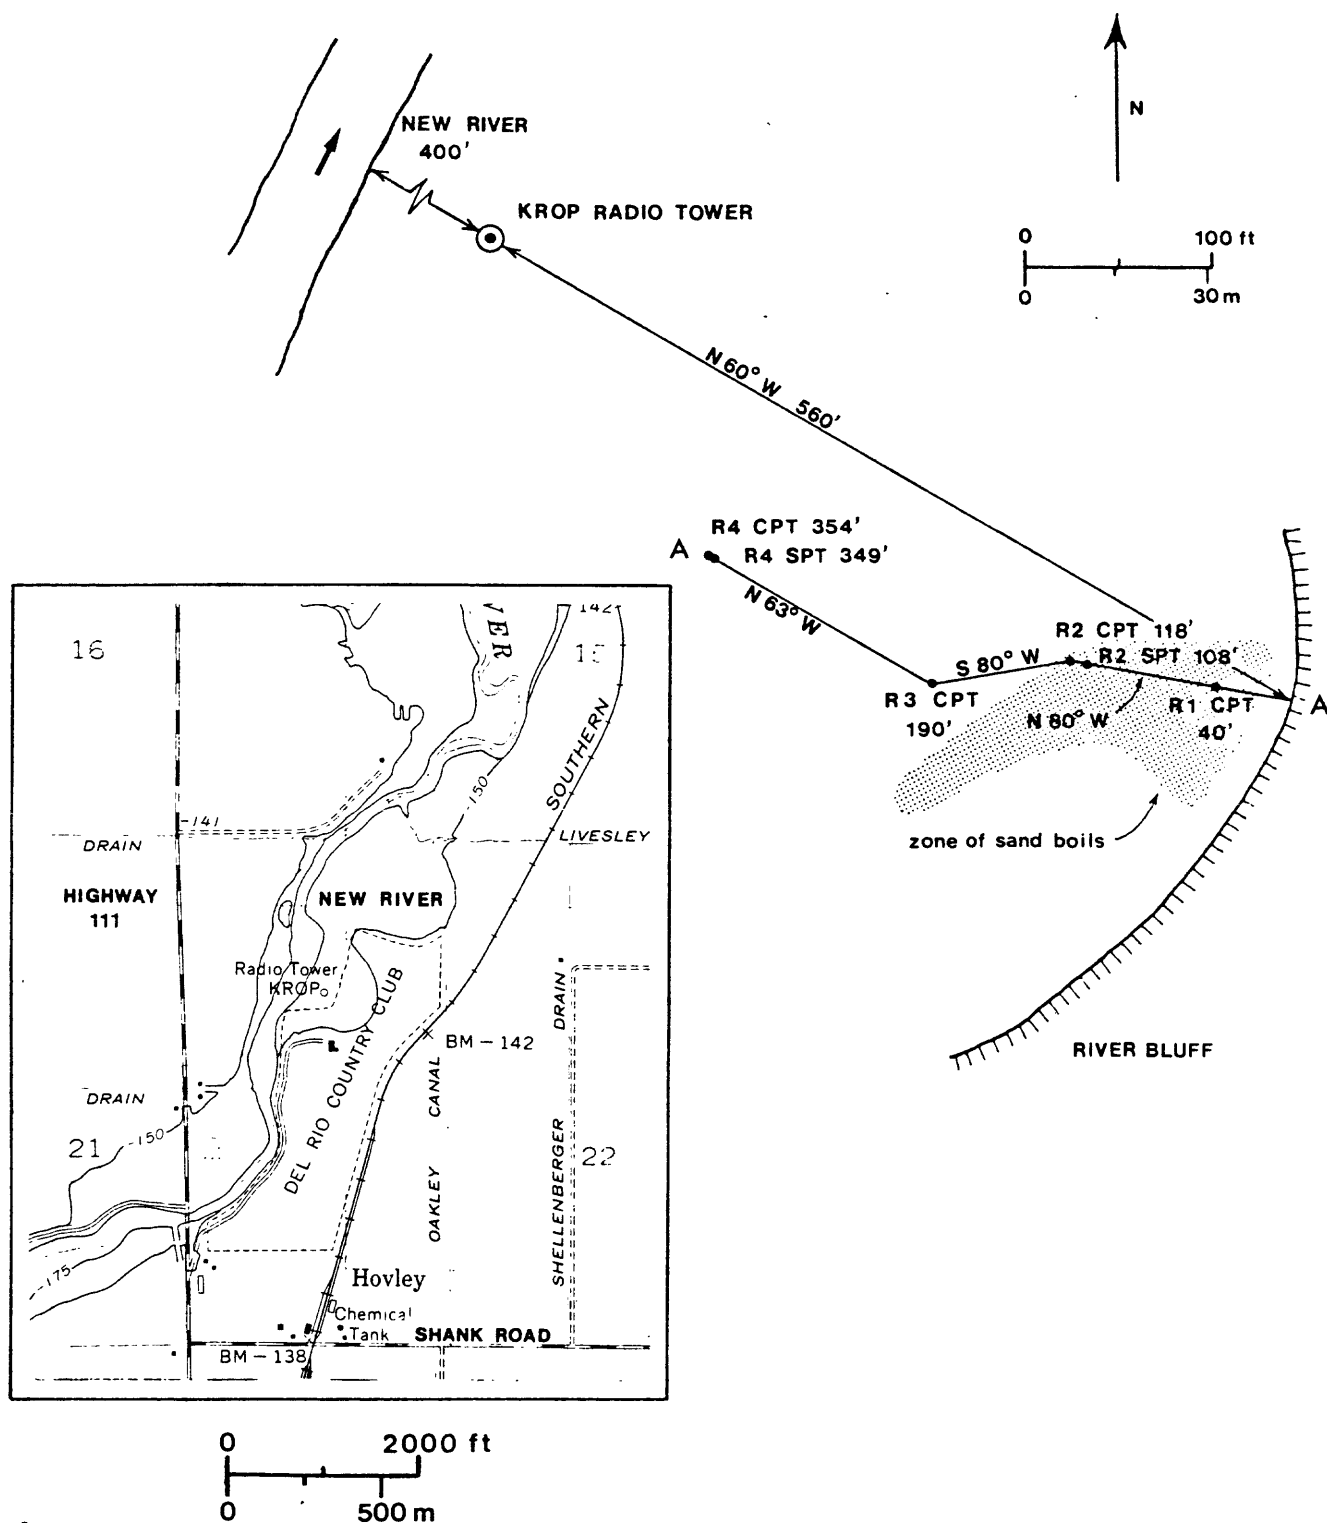 NEW RIVER
400'
N
KROP RADIO TOWER
0 100 ft
0 30 m
N 60° W 560'
R4 CPT 354'
A R4 SPT 349'
N 63° W
R2 CPT 118'
S 80° W
R2 SPT 108'
R3 CPT
190'
N 80° W
R1 CPT
40'
A
zone of sand boils
RIVER BLUFF
142
16
VER
15
SOUTHERN
150
141
DRAIN
LIVESLEY
HIGHWAY
111
NEW RIVER
Radio Tower
KROP
DEL RIO COUNTRY CLUB
DRAIN
BM – 142
CANAL
DRAIN
-150
21
22
OAKLEY
SHELLENBERGER
-175
Hovley
Chemical
Tank
SHANK ROAD
BM – 138
0 2000 ft
0 500 m